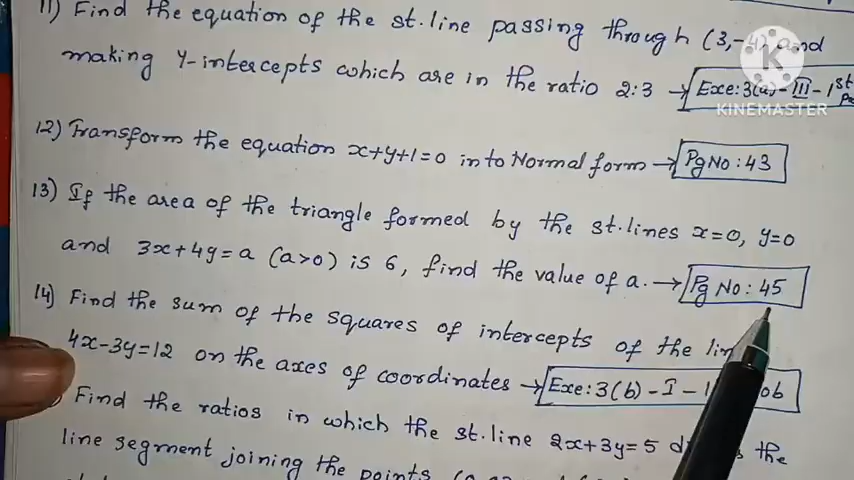 11) Find the equation of the st.line passing through (3,-4) and
making Y-intercepts which are in the ratio 2:3 → Exe: 3(a) - III - 1st
KINEMASTER
12) Transform the equation x+y+1=0 in to Normal form → Pg No: 43
13) If the area of the triangle formed by the st.lines x=0, y=0
and 3x+4y=a (a>0) is 6, find the value of a. → Pg No: 45
14) Find the sum of the squares of intercepts of the
4x-3y=12 on the axes of coordinates → Exe: 3(b) - I -
Find the ratios in which the st.line 2x+3y=5 the
line segment joining the points